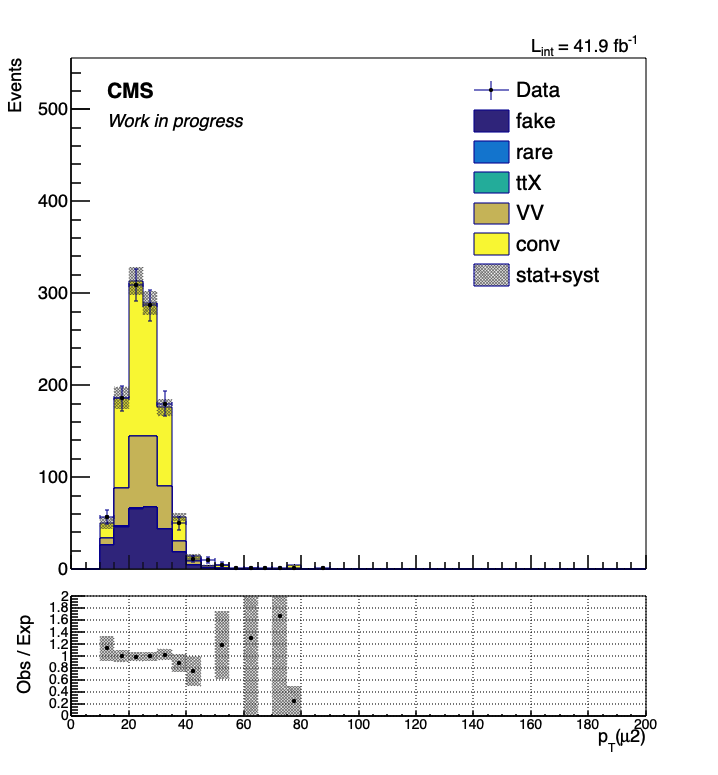 L_int = 41.9 fb^-1
Events
CMS
Work in progress
Data
fake
rare
ttX
VV
conv
stat+syst
500
400
300
200
100
0
Obs / Exp
2
1.8
1.6
1.4
1.2
1
0.8
0.6
0.4
0.2
0
0 20 40 60 80 100 120 140 160 180 200
p_T(μ2)